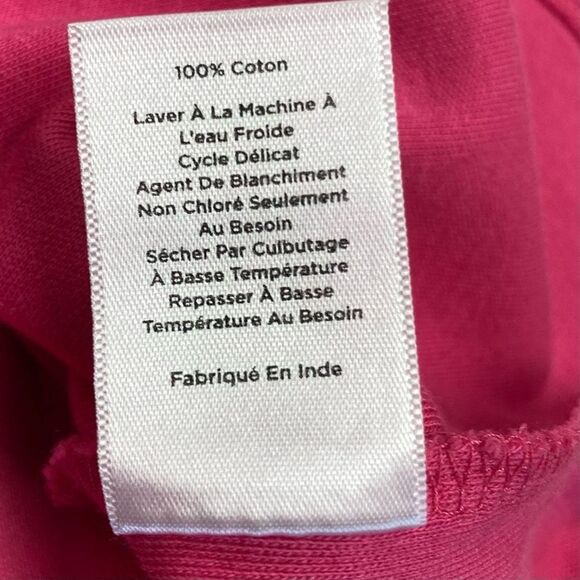 100% Coton
Laver À La Machine À
L'eau Froide
Cycle Délicat
Agent De Blanchiment
Non Chloré Seulement
Au Besoin
Sécher Par Culbutage
À Basse Température
Repasser À Basse
Température Au Besoin
Fabriqué En Inde